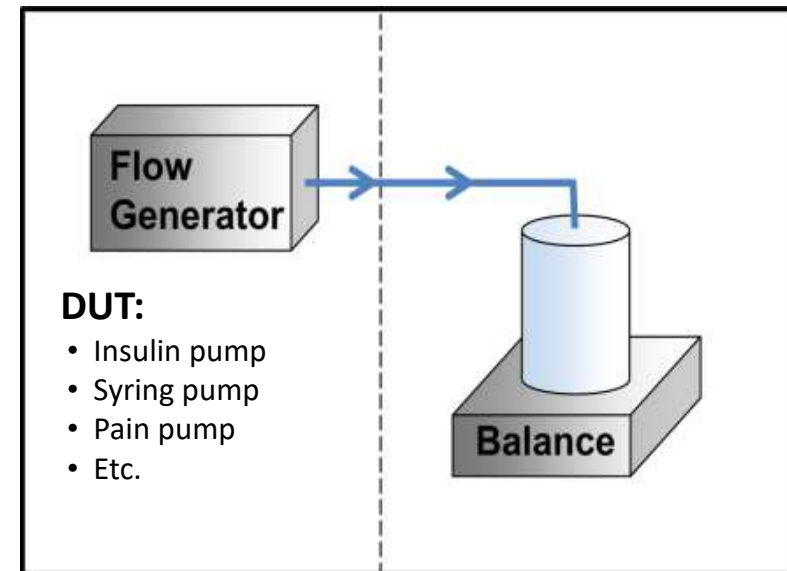 Flow
Generator
DUT:
• Insulin pump
• Syring pump
• Pain pump
• Etc.
Balance